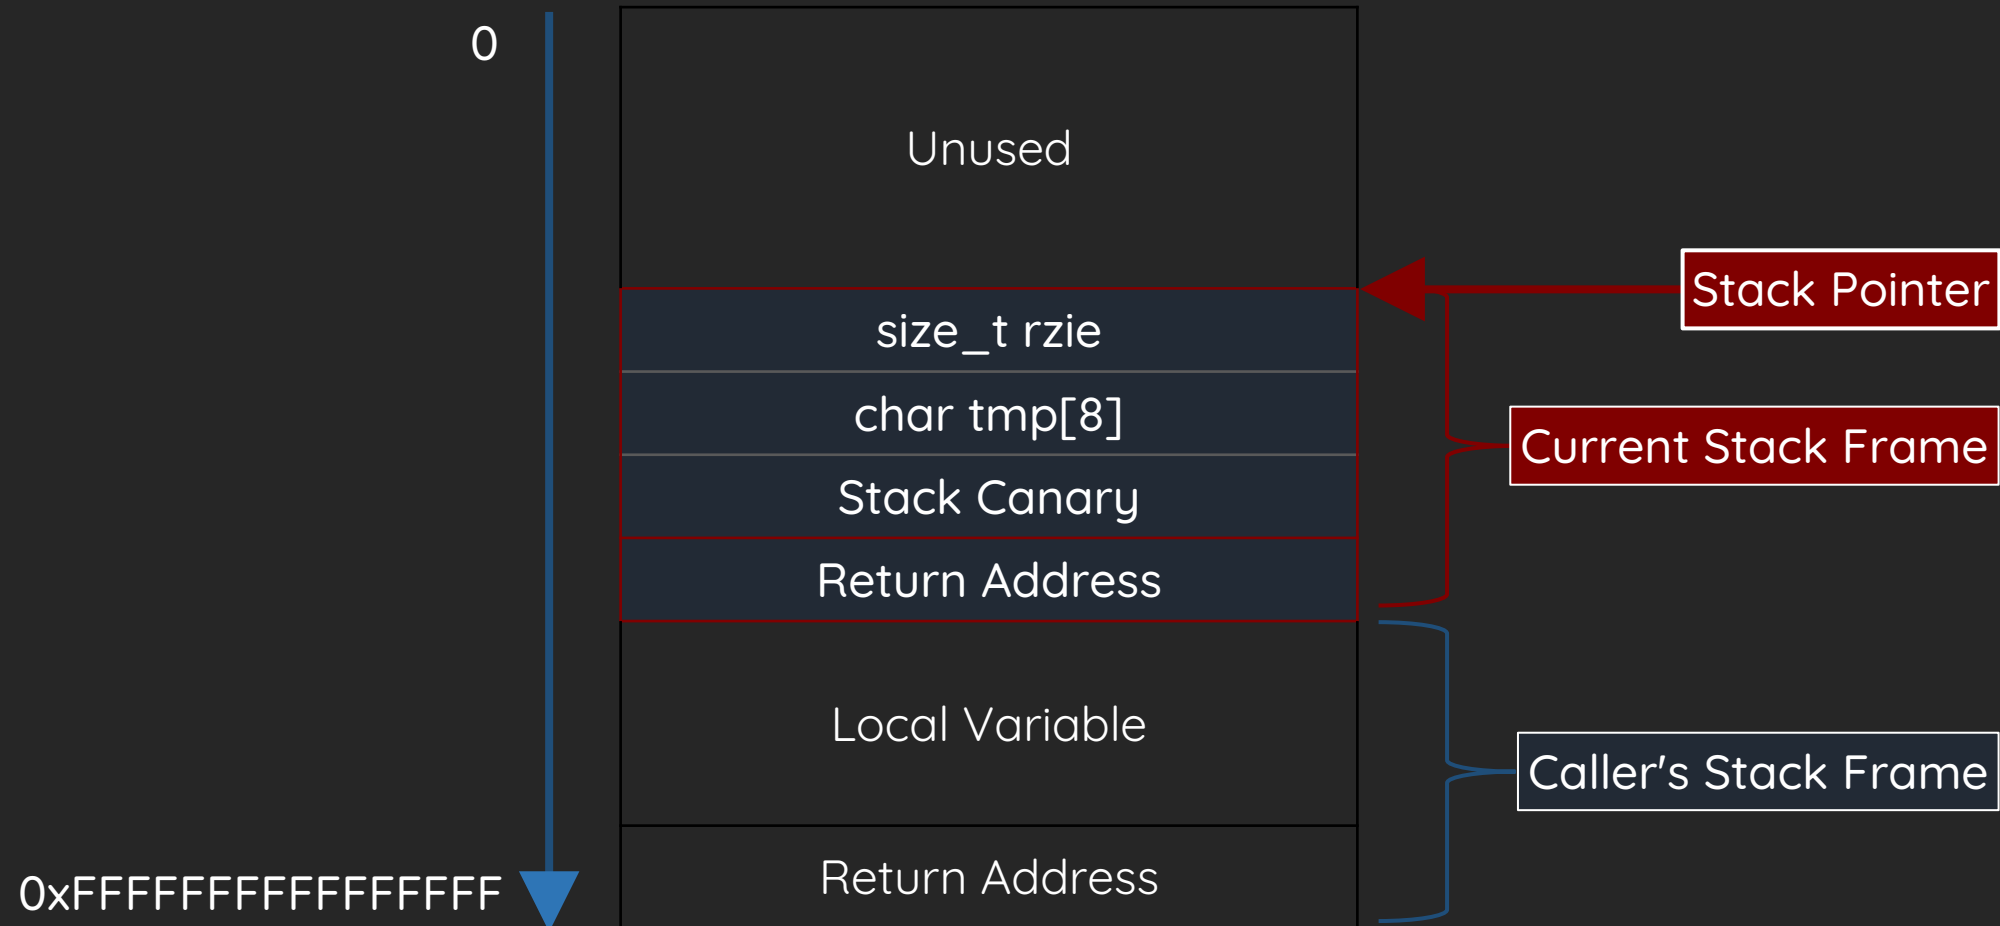 0
Unused
Stack Pointer
size_t rzie
char tmp[8]
Current Stack Frame
Stack Canary
Return Address
Local Variable
Caller's Stack Frame
Return Address
0xFFFFFFFFFFFFFFFF